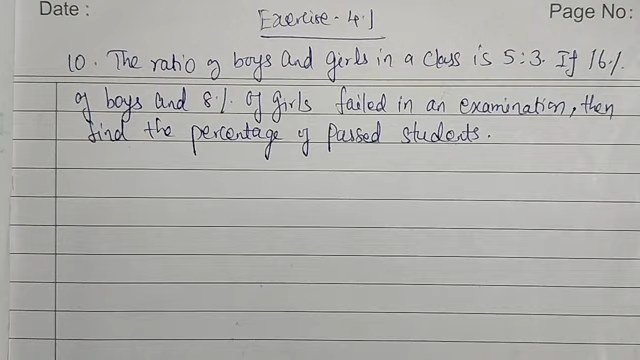 Date :
Page No:
Exercise - 4.1
10. The ratio of boys and girls in a class is 5:3. If 16%
of boys and 8% of girls failed in an examination, then
find the percentage of passed students.